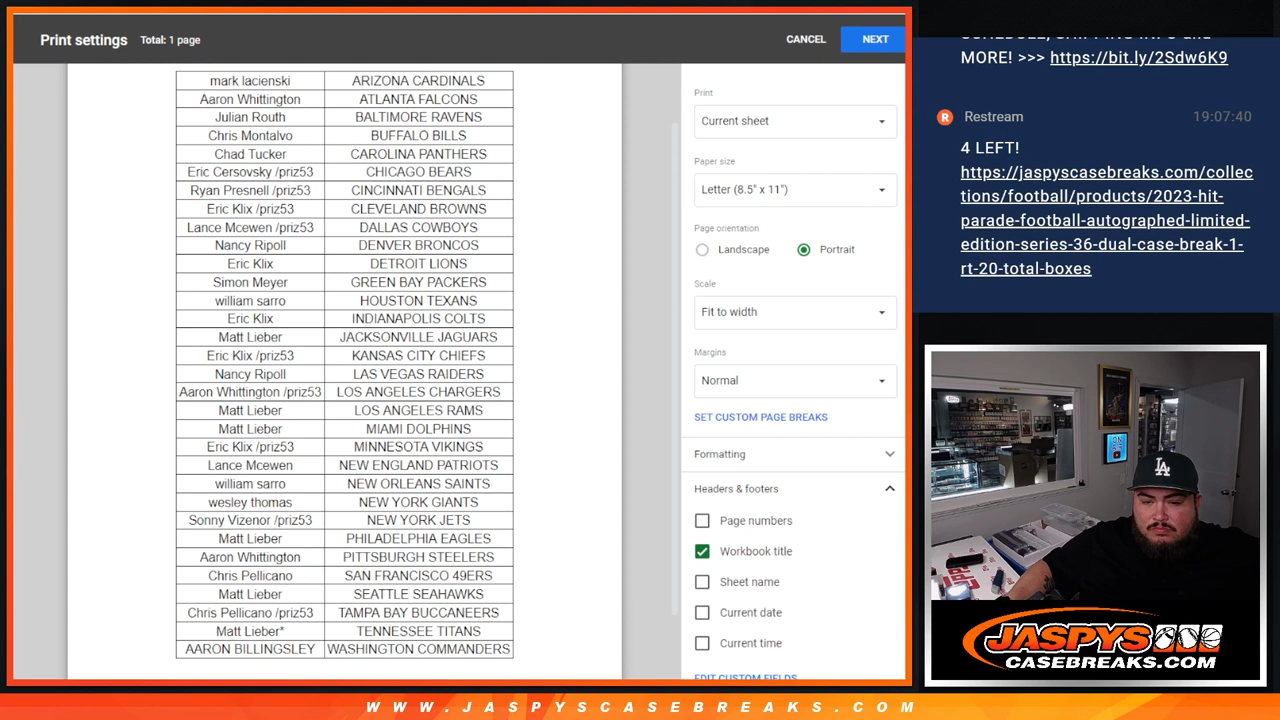 Print settings Total: 1 page CANCEL NEXT
mark lacienski ARIZONA CARDINALS
Aaron Whittington ATLANTA FALCONS
Julian Routh BALTIMORE RAVENS
Chris Montalvo BUFFALO BILLS
Chad Tucker CAROLINA PANTHERS
Eric Cersovsky /priz53 CHICAGO BEARS
Ryan Presnell /priz53 CINCINNATI BENGALS
Eric Klix /priz53 CLEVELAND BROWNS
Lance Mcewen /priz53 DALLAS COWBOYS
Nancy Ripoll DENVER BRONCOS
Eric Klix DETROIT LIONS
Simon Meyer GREEN BAY PACKERS
william sarro HOUSTON TEXANS
Eric Klix INDIANAPOLIS COLTS
Matt Lieber JACKSONVILLE JAGUARS
Eric Klix /priz53 KANSAS CITY CHIEFS
Nancy Ripoll LAS VEGAS RAIDERS
Aaron Whittington /priz53 LOS ANGELES CHARGERS
Matt Lieber LOS ANGELES RAMS
Matt Lieber MIAMI DOLPHINS
Eric Klix /priz53 MINNESOTA VIKINGS
Lance Mcewen NEW ENGLAND PATRIOTS
william sarro NEW ORLEANS SAINTS
wesley thomas NEW YORK GIANTS
Sonny Vizenor /priz53 NEW YORK JETS
Matt Lieber PHILADELPHIA EAGLES
Aaron Whittington PITTSBURGH STEELERS
Chris Pellicano SAN FRANCISCO 49ERS
Matt Lieber SEATTLE SEAHAWKS
Chris Pellicano /priz53 TAMPA BAY BUCCANEERS
Matt Lieber* TENNESSEE TITANS
AARON BILLINGSLEY WASHINGTON COMMANDERS
Print
Current sheet
Paper size
Letter (8.5" x 11")
Page orientation
Landscape Portrait
Scale
Fit to width
Margins
Normal
SET CUSTOM PAGE BREAKS
Formatting
Headers & footers
Page numbers
Workbook title
Sheet name
Current date
Current time
EDIT CUSTOM FIELDS
MORE! >>> https://bit.ly/2Sdw6K9
R Restream 19:07:40
4 LEFT!
https://jaspyscasebreaks.com/collec
tions/football/products/2023-hit-
parade-football-autographed-limited-
edition-series-36-dual-case-break-1-
rt-20-total-boxes
LA
JASPYS
CASEBREAKS.COM
WWW.JASPYSCASEBREAKS.COM